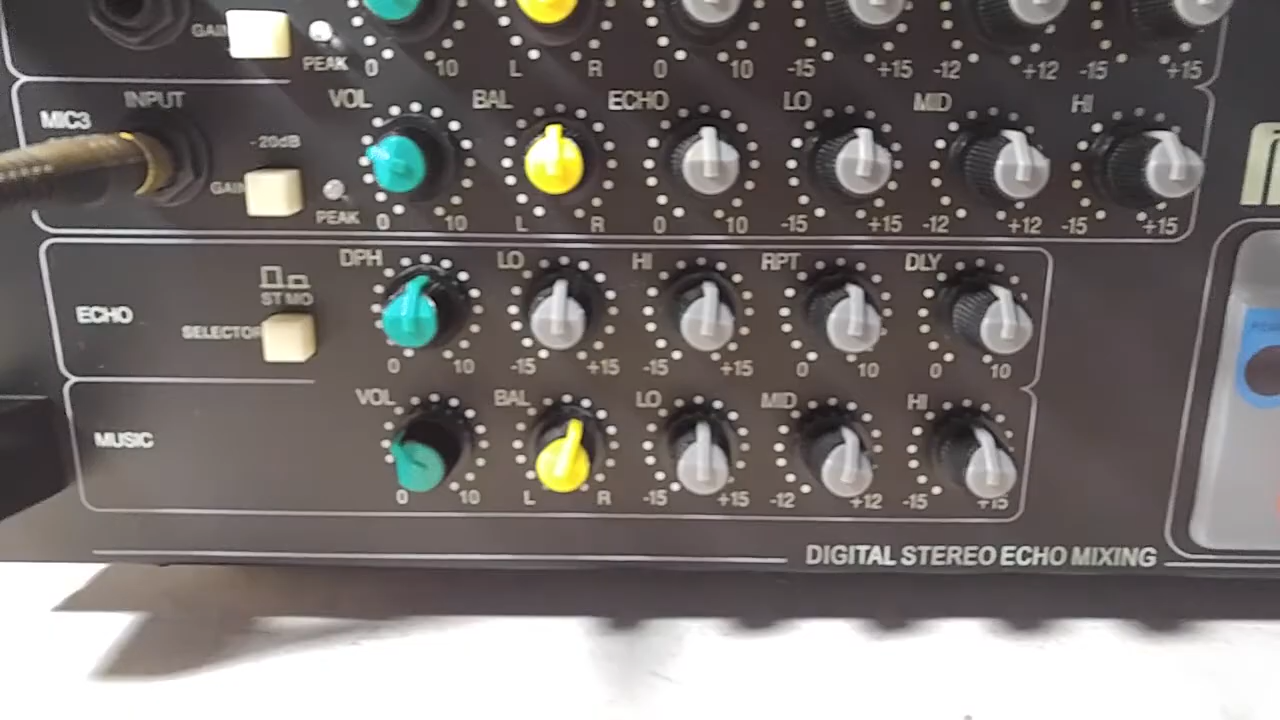 GAIN PEAK 0 10 L R 0 10 -15 +15 -12 +12 -15 +15
INPUT VOL BAL ECHO LO MID HI
MIC3
-20dB
GAIN
PEAK 0 10 L R 0 10 -15 +15 -12 +12 -15 +15
DPH LO HI RPT DLY
ST MO
ECHO
SELECTOR
0 10 -15 +15 -15 +15 0 10 0 10
VOL BAL LO MID HI
MUSIC
0 10 L R -15 +15 -12 +12 -15 +15
DIGITAL STEREO ECHO MIXING